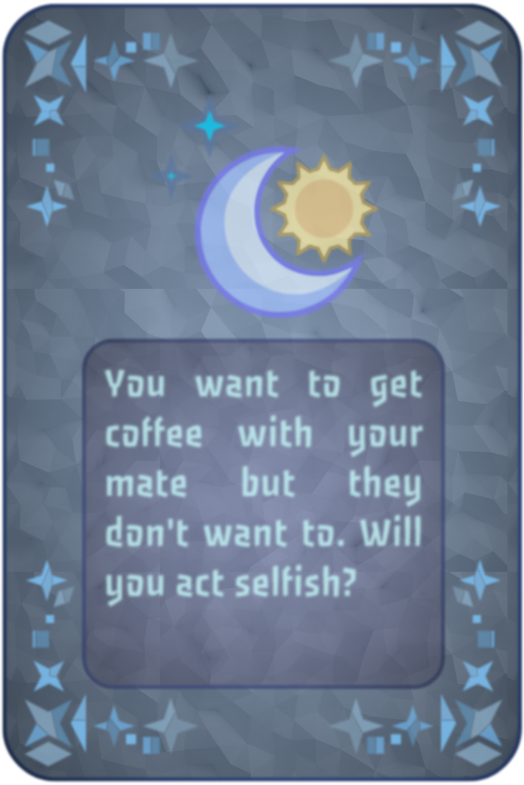 You want to get
coffee with your
mate but they
don't want to. Will
you act selfish?